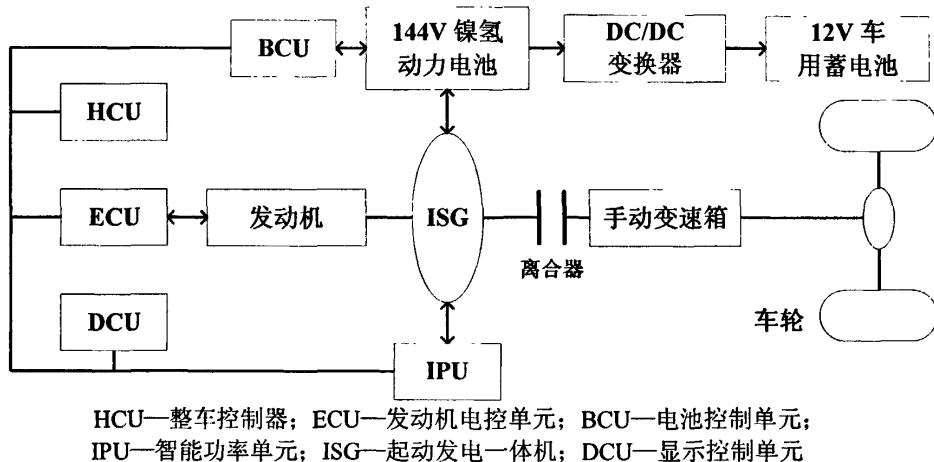 BCU
144V 镍氢
动力电池
DC/DC
变换器
12V 车
用蓄电池
HCU
ECU
发动机
ISG
离合器
手动变速箱
DCU
车轮
IPU
HCU—整车控制器；ECU—发动机电控单元；BCU—电池控制单元；
IPU—智能功率单元；ISG—起动发电一体机；DCU—显示控制单元